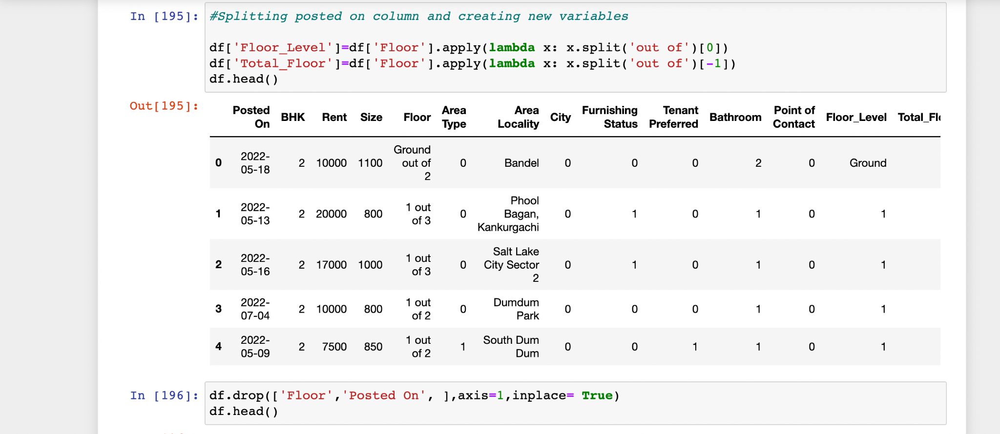 In [195]: #Splitting posted on column and creating new variables
df['Floor_Level']=df['Floor'].apply(lambda x: x.split('out of')[0])
df['Total_Floor']=df['Floor'].apply(lambda x: x.split('out of')[-1])
df.head()
Out[195]:
Posted On BHK Rent Size Floor Area Type Area Locality City Furnishing Status Tenant Preferred Bathroom Point of Contact Floor_Level Total_Flo
0 2022-05-18 2 10000 1100 Ground out of 2 0 Bandel 0 0 0 2 0 Ground
1 2022-05-13 2 20000 800 1 out of 3 0 Phool Bagan, Kankurgachi 0 1 0 1 0 1
2 2022-05-16 2 17000 1000 1 out of 3 0 Salt Lake City Sector 2 0 1 0 1 0 1
3 2022-07-04 2 10000 800 1 out of 2 0 Dumdum Park 0 0 0 1 0 1
4 2022-05-09 2 7500 850 1 out of 2 1 South Dum Dum 0 0 1 1 0 1
In [196]: df.drop(['Floor','Posted On', ],axis=1,inplace= True)
df.head()